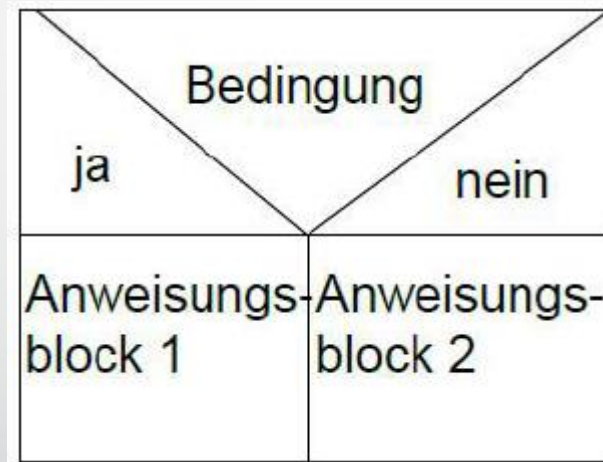 Bedingung
ja
nein
Anweisungs-
block 1
Anweisungs-
block 2